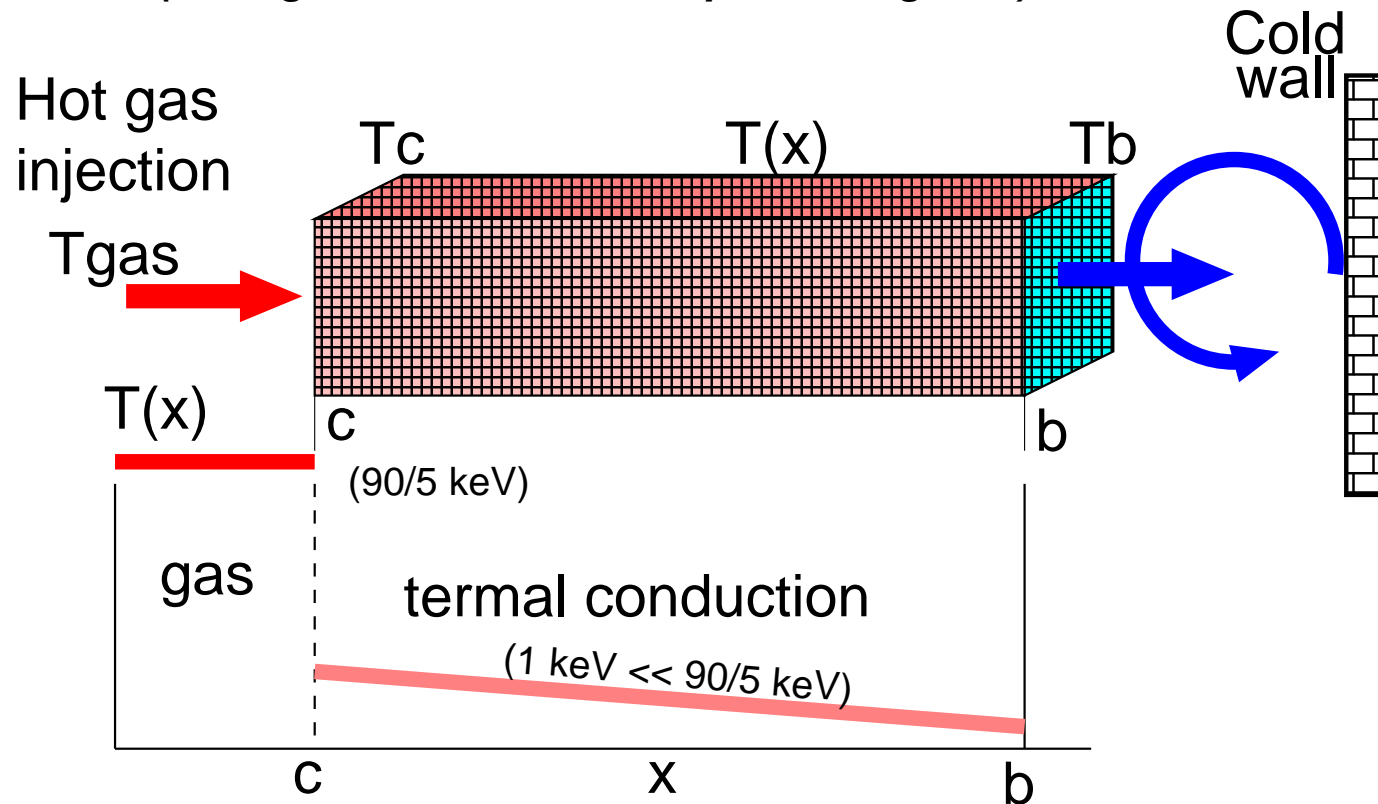 Cold
wall
Hot gas
injection
Tc
T(x)
Tb
Tgas
T(x)
c
b
(90/5 keV)
gas
termal conduction
(1 keV << 90/5 keV)
c
x
b